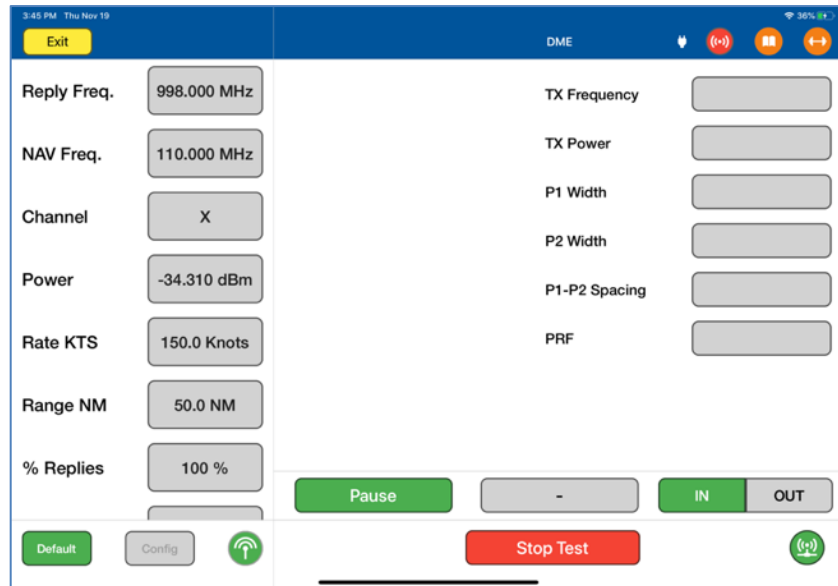 3:45 PM Thu Nov 19
36%
Exit
DME
Reply Freq.
998.000 MHz
NAV Freq.
110.000 MHz
Channel
X
Power
-34.310 dBm
Rate KTS
150.0 Knots
Range NM
50.0 NM
% Replies
100 %
TX Frequency
TX Power
P1 Width
P2 Width
P1-P2 Spacing
PRF
Pause
-
IN
OUT
Default
Config
Stop Test